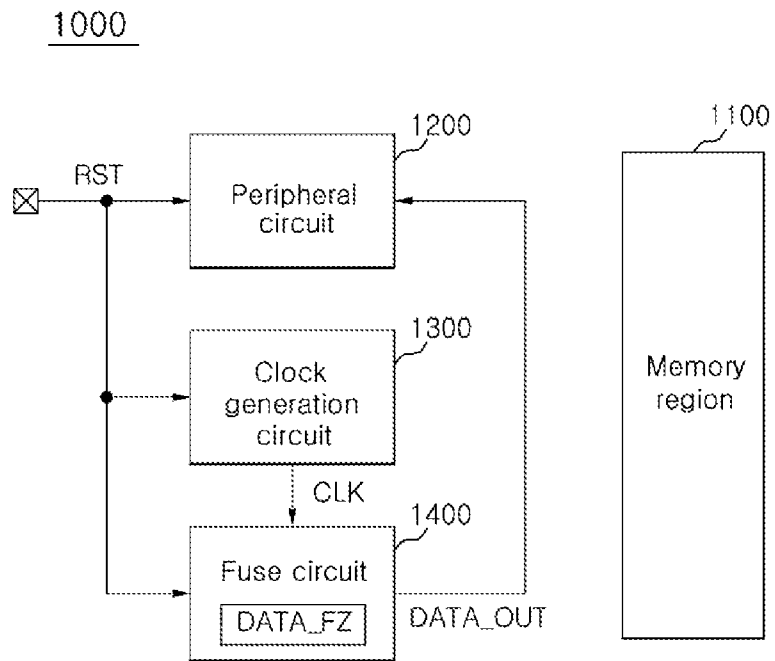 1000
1200
1100
RST
Peripheral
circuit
1300
Clock
generation
circuit
Memory
region
CLK
1400
Fuse circuit
DATA_FZ
DATA_OUT